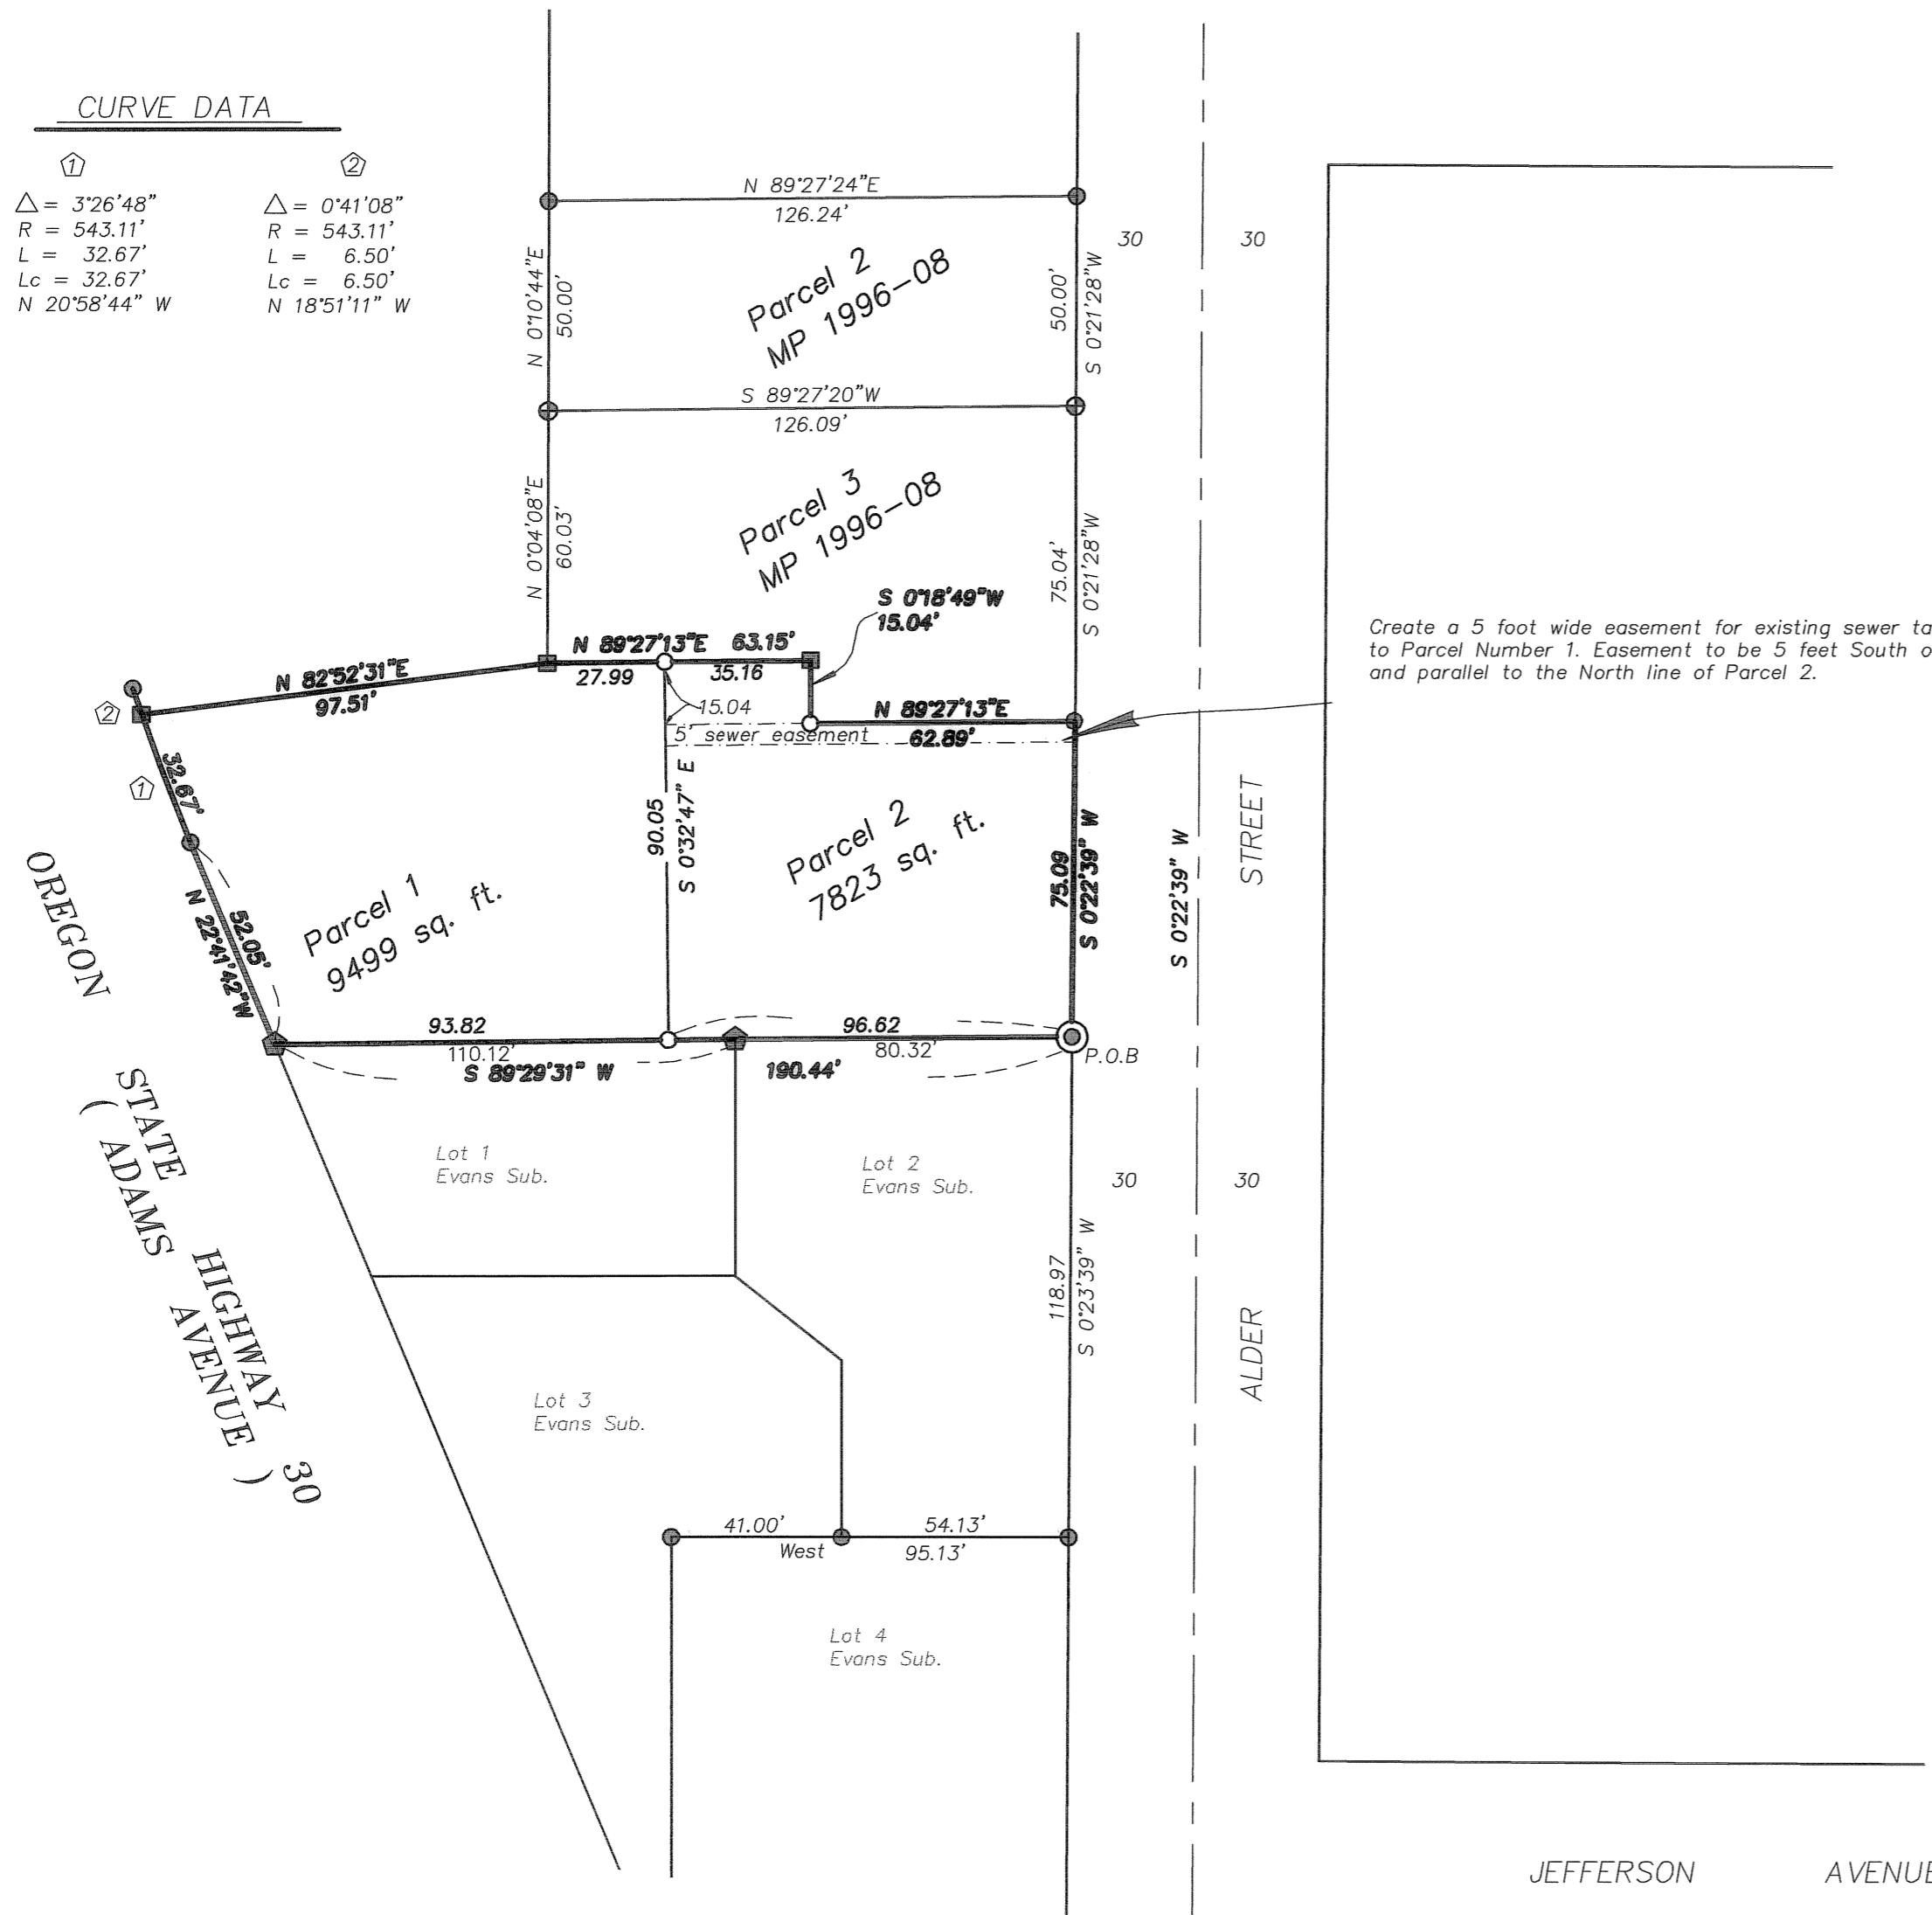 CURVE DATA
1
2
△ = 3°26'48"
R = 543.11'
L = 32.67'
Lc = 32.67'
N 20°58'44" W
△ = 0°41'08"
R = 543.11'
L = 6.50'
Lc = 6.50'
N 18°51'11" W
N 89°27'24"E
126.24'
30
30
N 0°10'44"E
50.00'
Parcel 2
MP 1996-08
50.00'
S 0°21'28"W
S 89°27'20"W
126.09'
N 0°04'08"E
60.03'
Parcel 3
MP 1996-08
75.04'
S 0°21'28"W
S 0°18'49"W
15.04'
Create a 5 foot wide easement for existing sewer ta
to Parcel Number 1. Easement to be 5 feet South o
and parallel to the North line of Parcel 2.
N 89°27'13"E 63.15'
27.99
35.16
N 82°52'31"E
97.51'
2
15.04
N 89°27'13"E
62.89'
5' sewer easement
32.67'
1
90.05
S 0°32'47" E
Parcel 2
7823 sq. ft.
75.09
S 0°22'39" W
S 0°22'39" W
STREET
Parcel 1
9499 sq. ft.
52.05'
N 22°41'42"W
93.82
110.12'
S 89°29'31" W
96.62
80.32'
190.44'
P.O.B
OREGON
STATE
HIGHWAY
30
( ADAMS
AVENUE )
Lot 1
Evans Sub.
Lot 2
Evans Sub.
30
30
118.97
S 0°23'39" W
ALDER
Lot 3
Evans Sub.
41.00'
West
54.13'
95.13'
Lot 4
Evans Sub.
JEFFERSON AVENUE